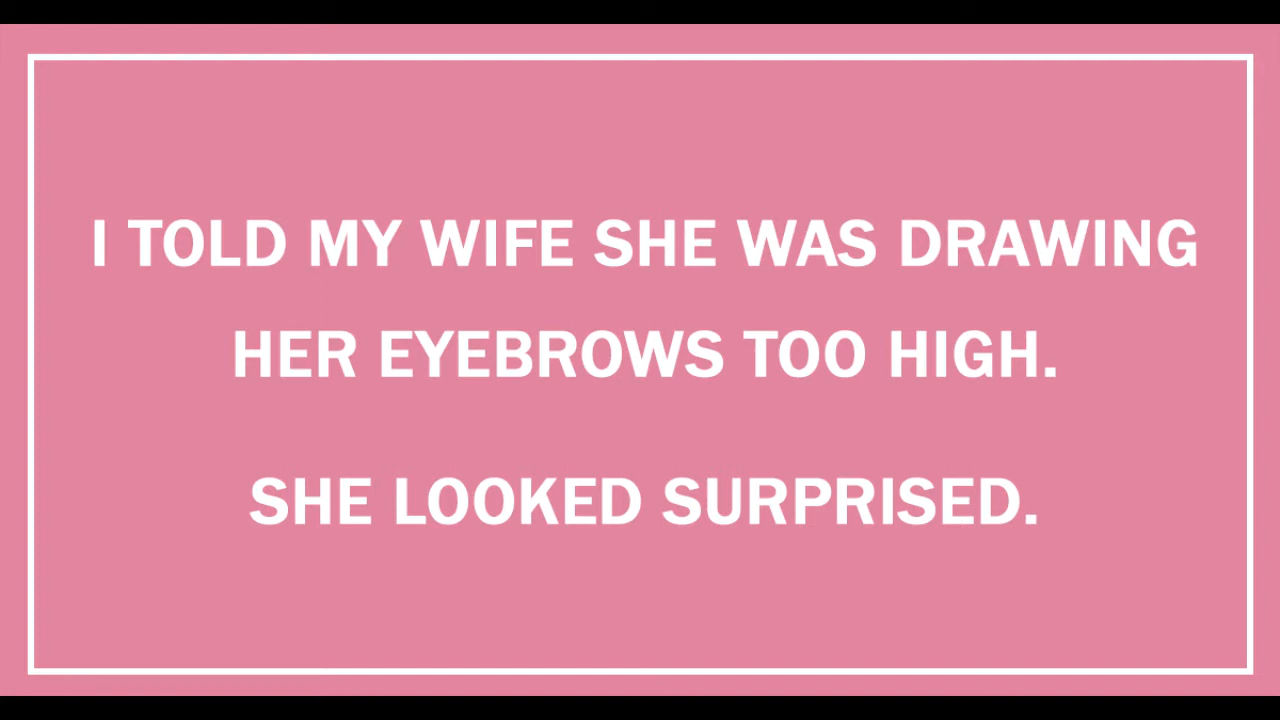 I TOLD MY WIFE SHE WAS DRAWING
HER EYEBROWS TOO HIGH.
SHE LOOKED SURPRISED.